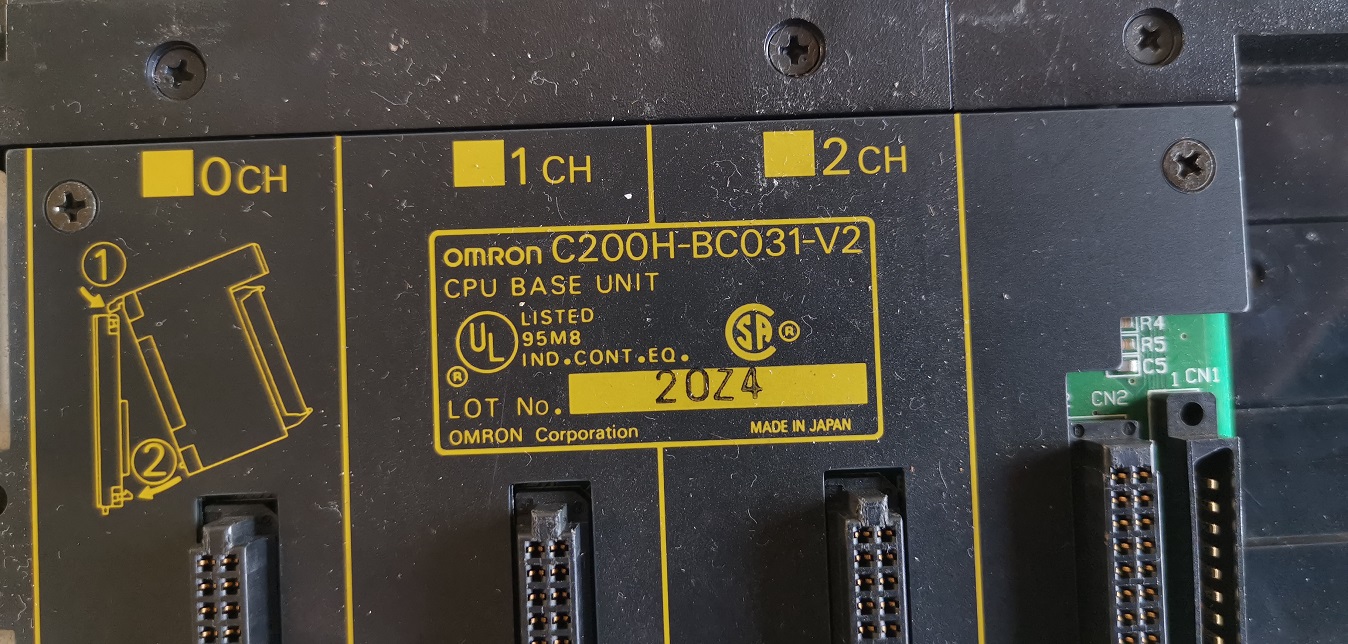 0CH
1CH
2CH
1
OMRON C200H-BC031-V2
CPU BASE UNIT
UL LISTED
95M8
IND.CONT.EQ.
®
SA ®
LOT No. 20Z4
OMRON Corporation MADE IN JAPAN
2
R4
R5
C5
1 CN1
CN2